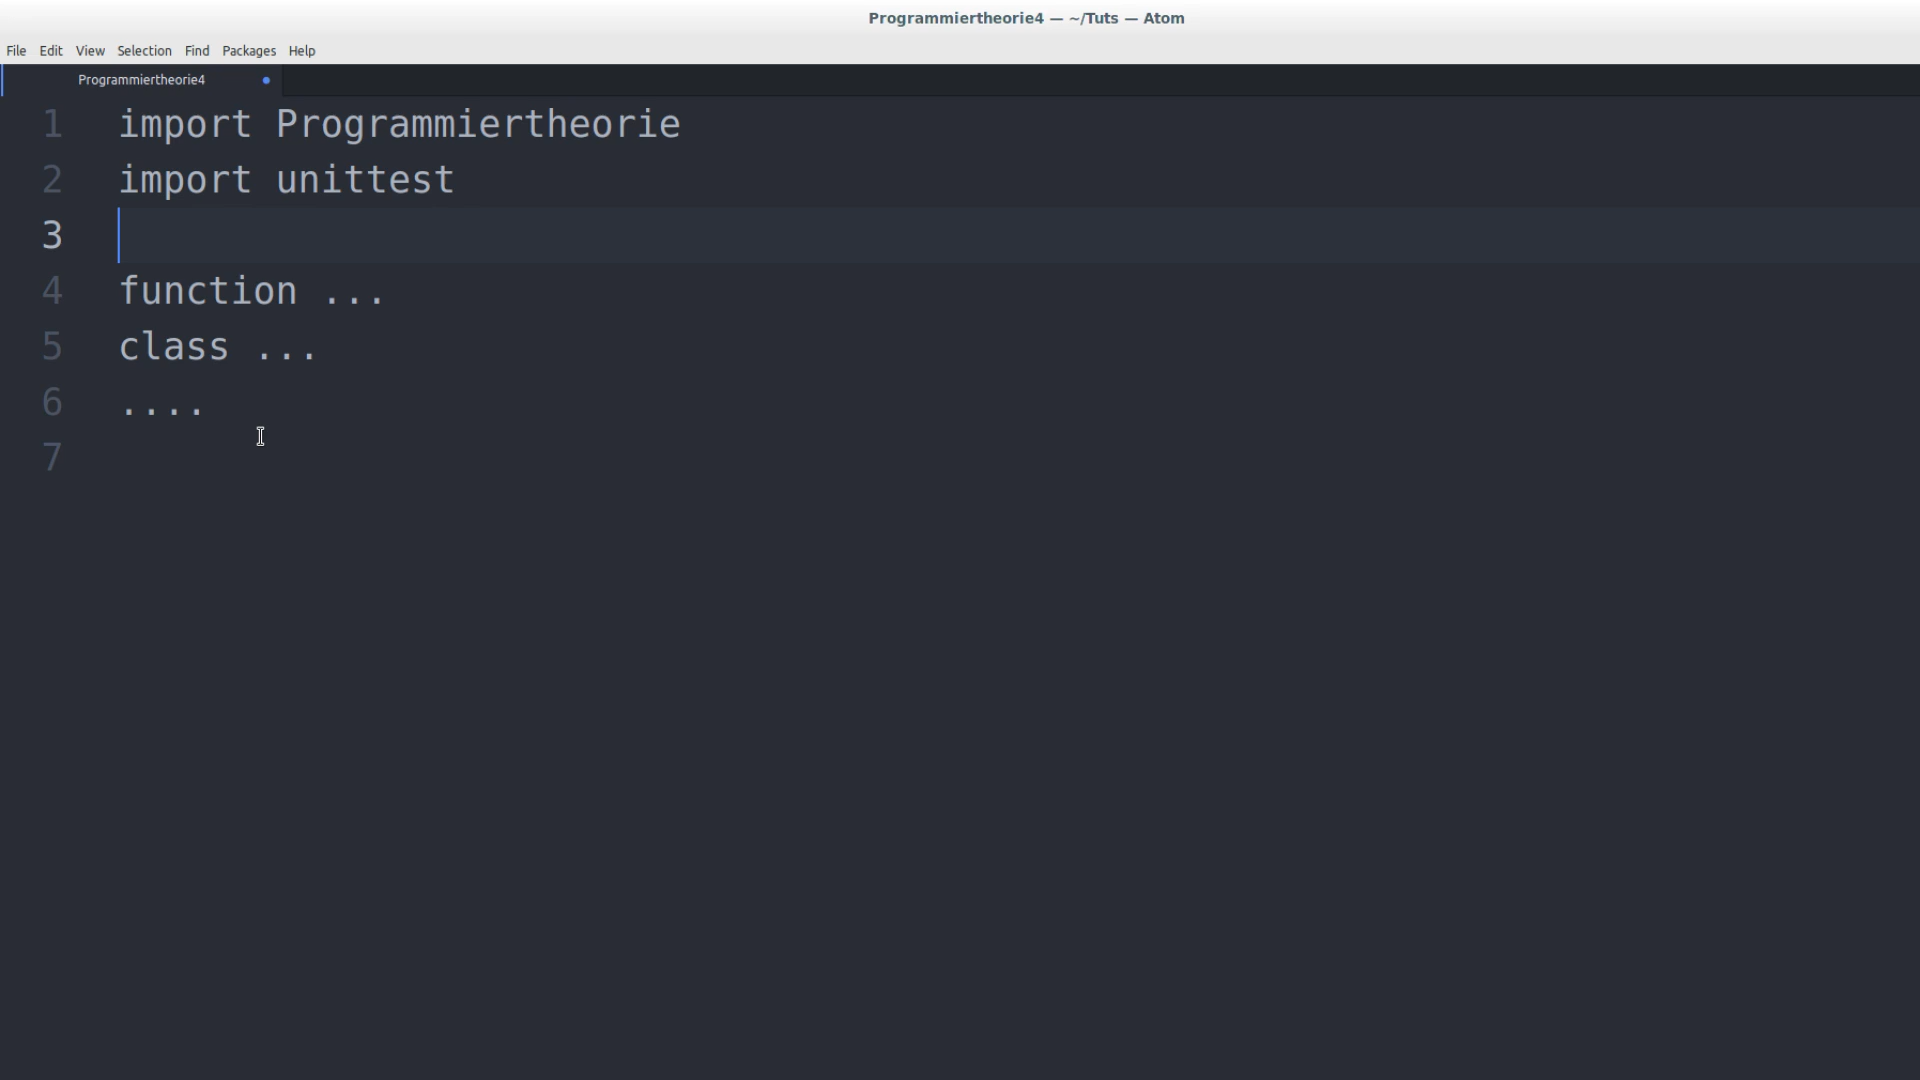 Programmiertheorie4 — ~/Tuts — Atom
File Edit View Selection Find Packages Help
Programmiertheorie4
1 import Programmiertheorie
2 import unittest
3
4 function ...
5 class ...
6 ....
7